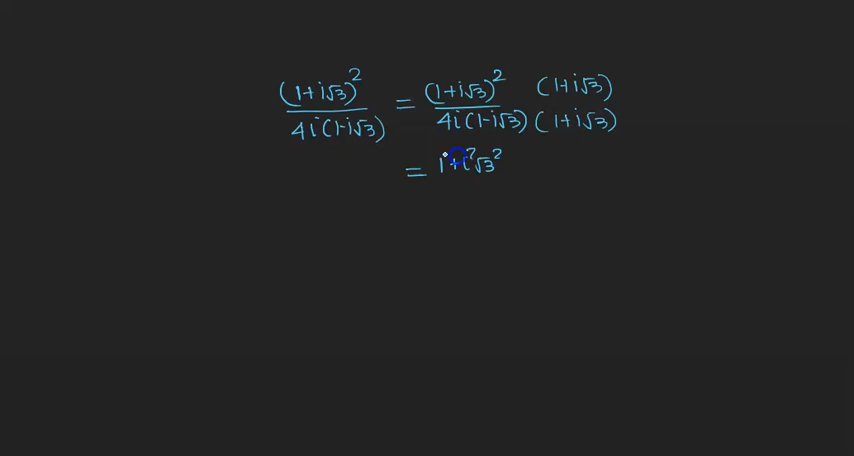 (1+i√3)² / 4i(1-i√3) = (1+i√3)² (1+i√3) / 4i(1-i√3)(1+i√3)
= 1+i²√3²